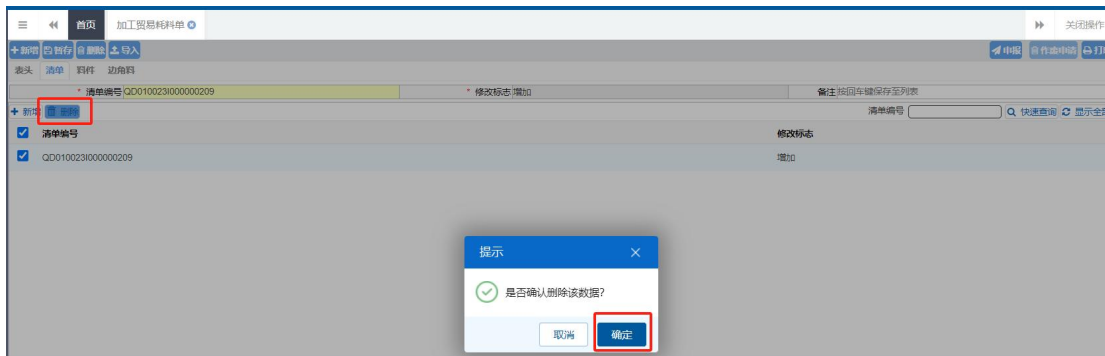 首页 加工贸易耗料单 关闭操作
+新增 暂存 删除 导入 申报 作废申请 打印
表头 清单 料件 边角料
* 清单编号 QD010023I000000209 * 修改标志 增加 备注 按回车键保存至列表
+ 新增 删除 清单编号 快速查询 显示全部
清单编号 修改标志
QD010023I000000209 增加
提示
是否确认删除该数据?
取消 确定